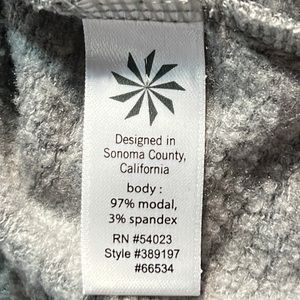 Designed in
Sonoma County,
California
body :
97% modal,
3% spandex
RN #54023
Style #389197
#66534